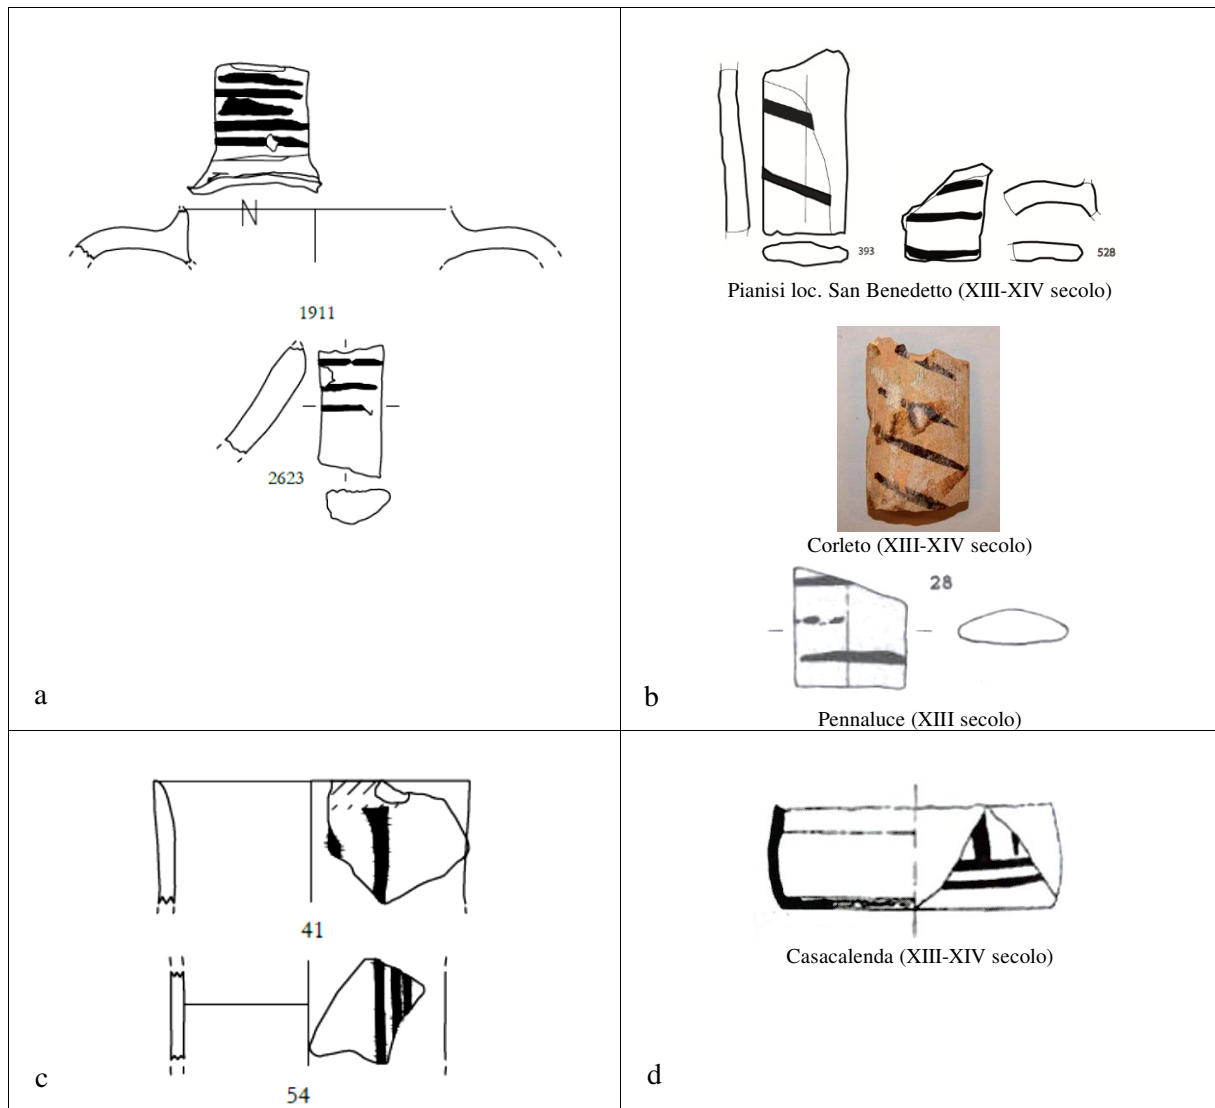 N
1911
2623
a
393
528
Pianisi loc. San Benedetto (XIII-XIV secolo)
Corleto (XIII-XIV secolo)
28
Pennaluce (XIII secolo)
b
41
54
c
Casacalenda (XIII-XIV secolo)
d